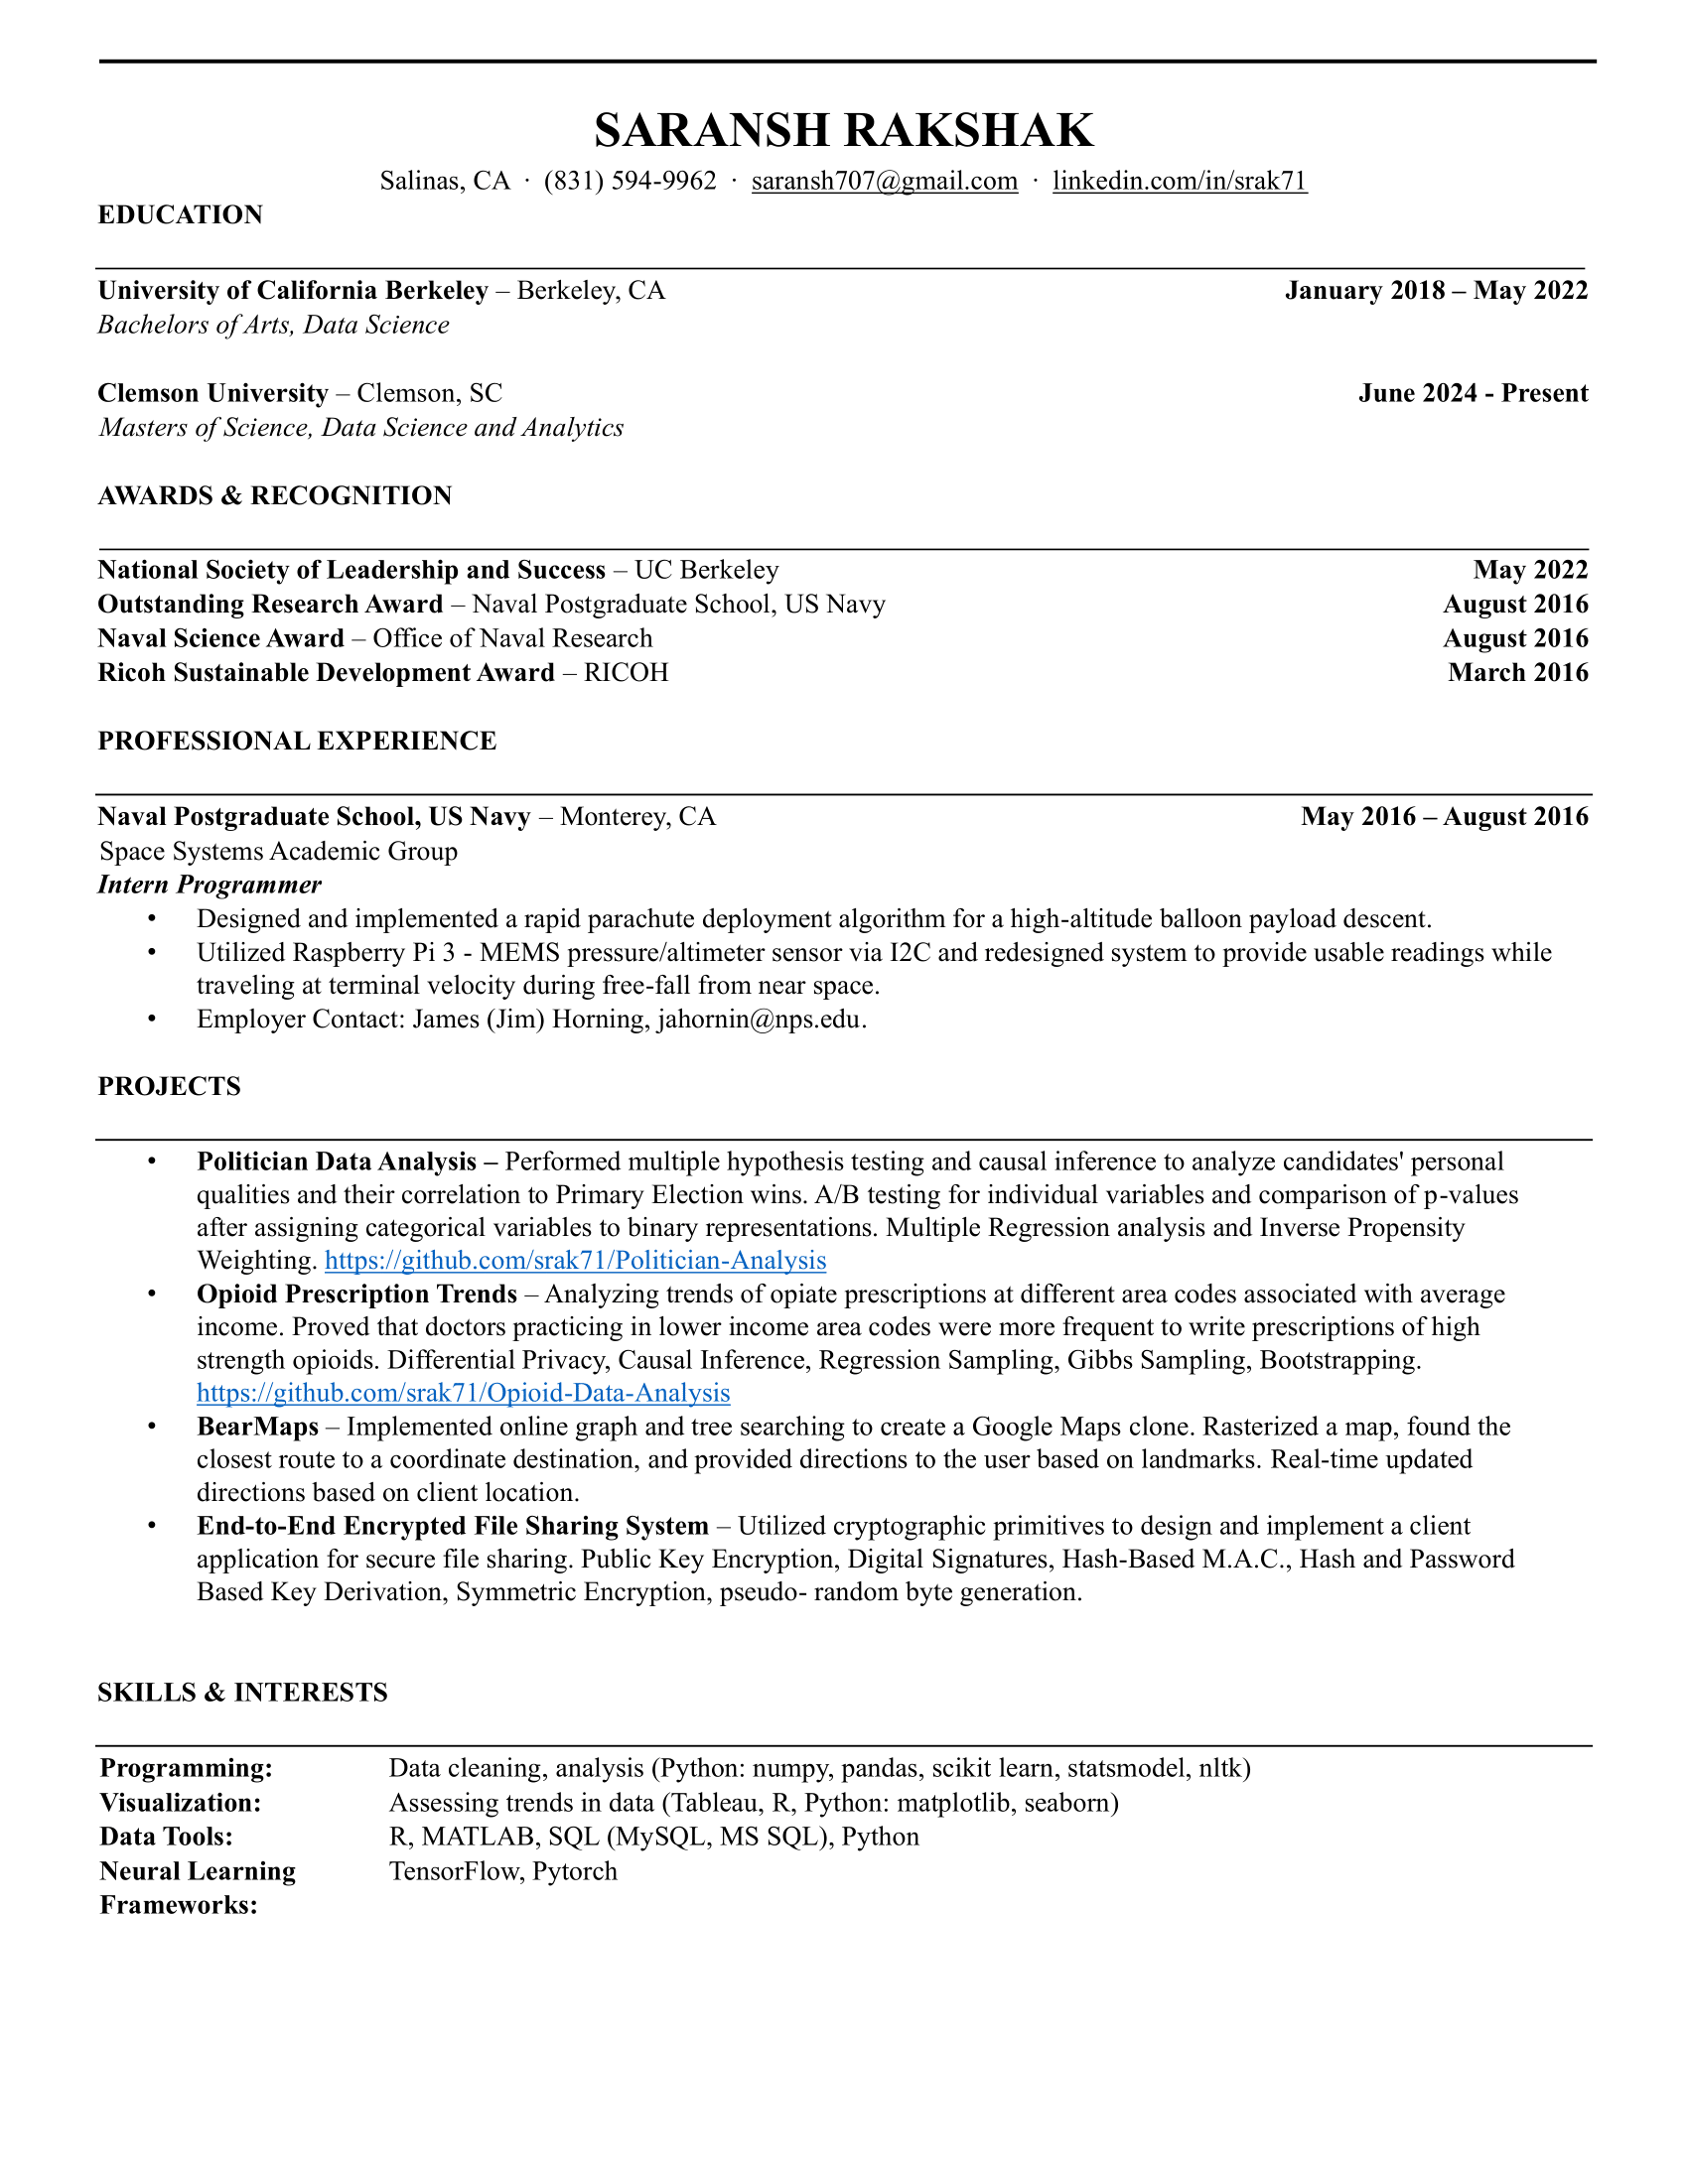 SARANSH RAKSHAK
Salinas, CA · (831) 594-9962 · saransh707@gmail.com · linkedin.com/in/srak71
EDUCATION
University of California Berkeley – Berkeley, CA January 2018 – May 2022
Bachelors of Arts, Data Science
Clemson University – Clemson, SC June 2024 - Present
Masters of Science, Data Science and Analytics
AWARDS & RECOGNITION
National Society of Leadership and Success – UC Berkeley May 2022
Outstanding Research Award – Naval Postgraduate School, US Navy August 2016
Naval Science Award – Office of Naval Research August 2016
Ricoh Sustainable Development Award – RICOH March 2016
PROFESSIONAL EXPERIENCE
Naval Postgraduate School, US Navy – Monterey, CA May 2016 – August 2016
Space Systems Academic Group
Intern Programmer
• Designed and implemented a rapid parachute deployment algorithm for a high-altitude balloon payload descent.
• Utilized Raspberry Pi 3 - MEMS pressure/altimeter sensor via I2C and redesigned system to provide usable readings while
traveling at terminal velocity during free-fall from near space.
• Employer Contact: James (Jim) Horning, jahornin@nps.edu.
PROJECTS
• Politician Data Analysis – Performed multiple hypothesis testing and causal inference to analyze candidates' personal
qualities and their correlation to Primary Election wins. A/B testing for individual variables and comparison of p-values
after assigning categorical variables to binary representations. Multiple Regression analysis and Inverse Propensity
Weighting. https://github.com/srak71/Politician-Analysis
• Opioid Prescription Trends – Analyzing trends of opiate prescriptions at different area codes associated with average
income. Proved that doctors practicing in lower income area codes were more frequent to write prescriptions of high
strength opioids. Differential Privacy, Causal Inference, Regression Sampling, Gibbs Sampling, Bootstrapping.
https://github.com/srak71/Opioid-Data-Analysis
• BearMaps – Implemented online graph and tree searching to create a Google Maps clone. Rasterized a map, found the
closest route to a coordinate destination, and provided directions to the user based on landmarks. Real-time updated
directions based on client location.
• End-to-End Encrypted File Sharing System – Utilized cryptographic primitives to design and implement a client
application for secure file sharing. Public Key Encryption, Digital Signatures, Hash-Based M.A.C., Hash and Password
Based Key Derivation, Symmetric Encryption, pseudo- random byte generation.
SKILLS & INTERESTS
Programming: Data cleaning, analysis (Python: numpy, pandas, scikit learn, statsmodel, nltk)
Visualization: Assessing trends in data (Tableau, R, Python: matplotlib, seaborn)
Data Tools: R, MATLAB, SQL (MySQL, MS SQL), Python
Neural Learning TensorFlow, Pytorch
Frameworks: